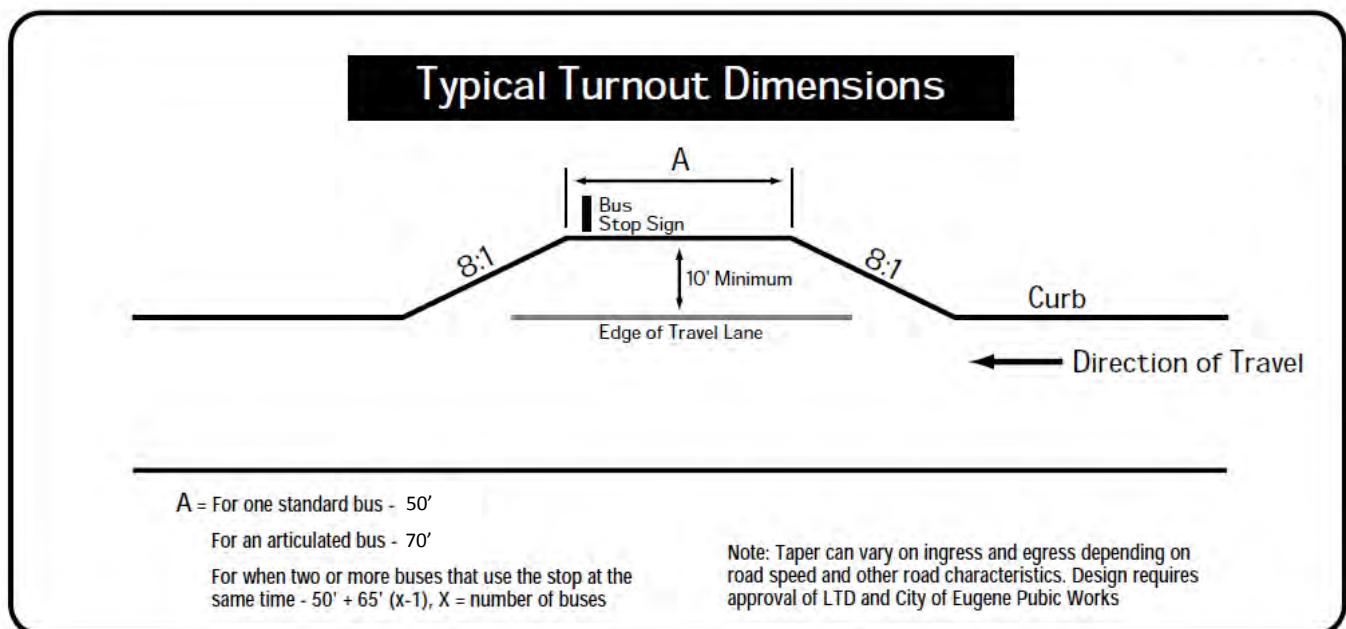 Typical Turnout Dimensions
A
Bus
Stop Sign
8:1
8:1
10' Minimum
Curb
Edge of Travel Lane
Direction of Travel
A = For one standard bus - 50'
For an articulated bus - 70'
For when two or more buses that use the stop at the
same time - 50' + 65' (x-1), X = number of buses
Note: Taper can vary on ingress and egress depending on
road speed and other road characteristics. Design requires
approval of LTD and City of Eugene Pubic Works